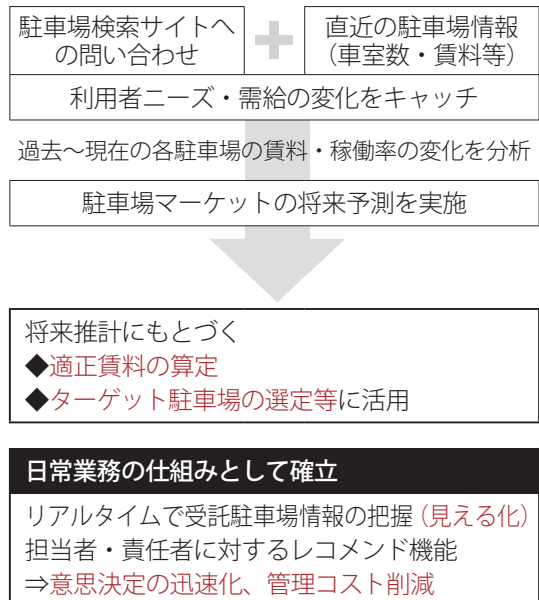 駐車場検索サイトへ
の問い合わせ
直近の駐車場情報
（車室数・賃料等）
利用者ニーズ・需給の変化をキャッチ
過去～現在の各駐車場の賃料・稼働率の変化を分析
駐車場マーケットの将来予測を実施
将来推計にもとづく
◆適正賃料の算定
◆ターゲット駐車場の選定等に活用
日常業務の仕組みとして確立
リアルタイムで受託駐車場情報の把握（見える化）
担当者・責任者に対するレコメンド機能
⇒意思決定の迅速化、管理コスト削減